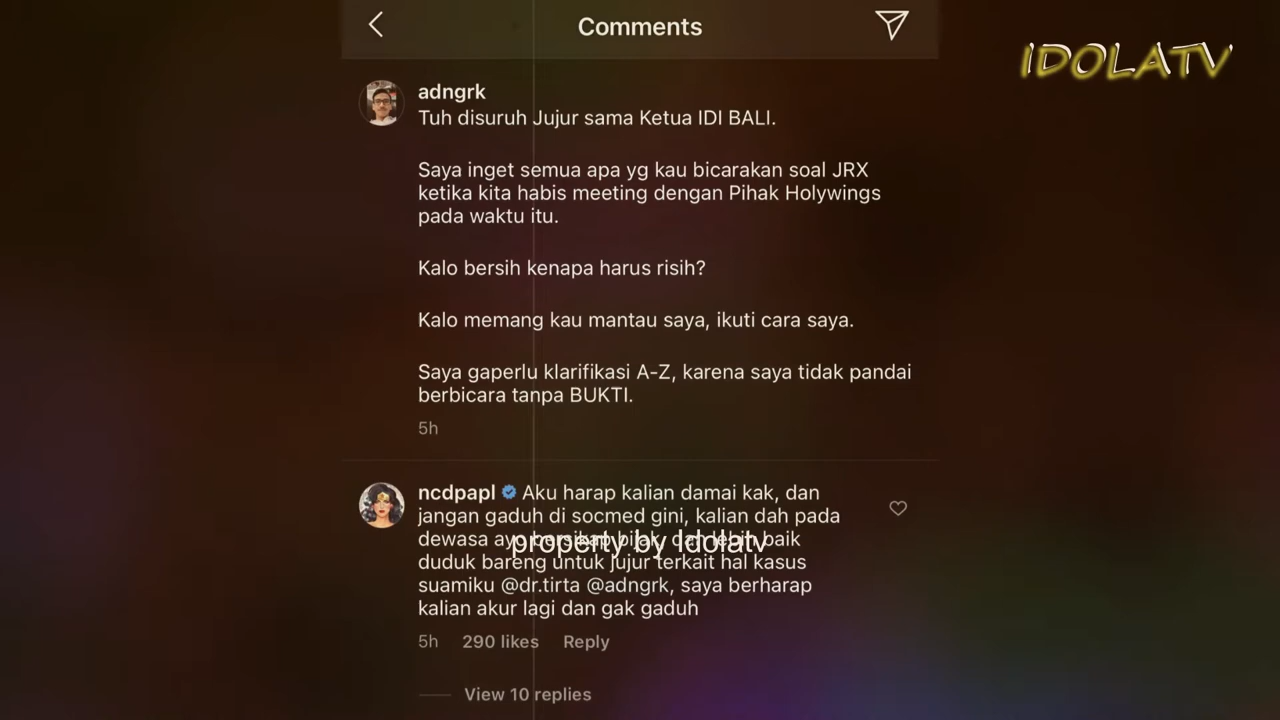 Comments
IDOLATV
adngrk
Tuh disuruh Jujur sama Ketua IDI BALI.
Saya inget semua apa yg kau bicarakan soal JRX
ketika kita habis meeting dengan Pihak Holywings
pada waktu itu.
Kalo bersih kenapa harus risih?
Kalo memang kau mantau saya, ikuti cara saya.
Saya gaperlu klarifikasi A-Z, karena saya tidak pandai
berbicara tanpa BUKTI.
5h
ncdpapl Aku harap kalian damai kak, dan
jangan gaduh di socmed gini, kalian dah pada
dewasa ayo bersikap bijak, dan lebih baik
property by Idolatv
duduk bareng untuk jujur terkait hal kasus
suamiku @dr.tirta @adngrk, saya berharap
kalian akur lagi dan gak gaduh
5h 290 likes Reply
View 10 replies